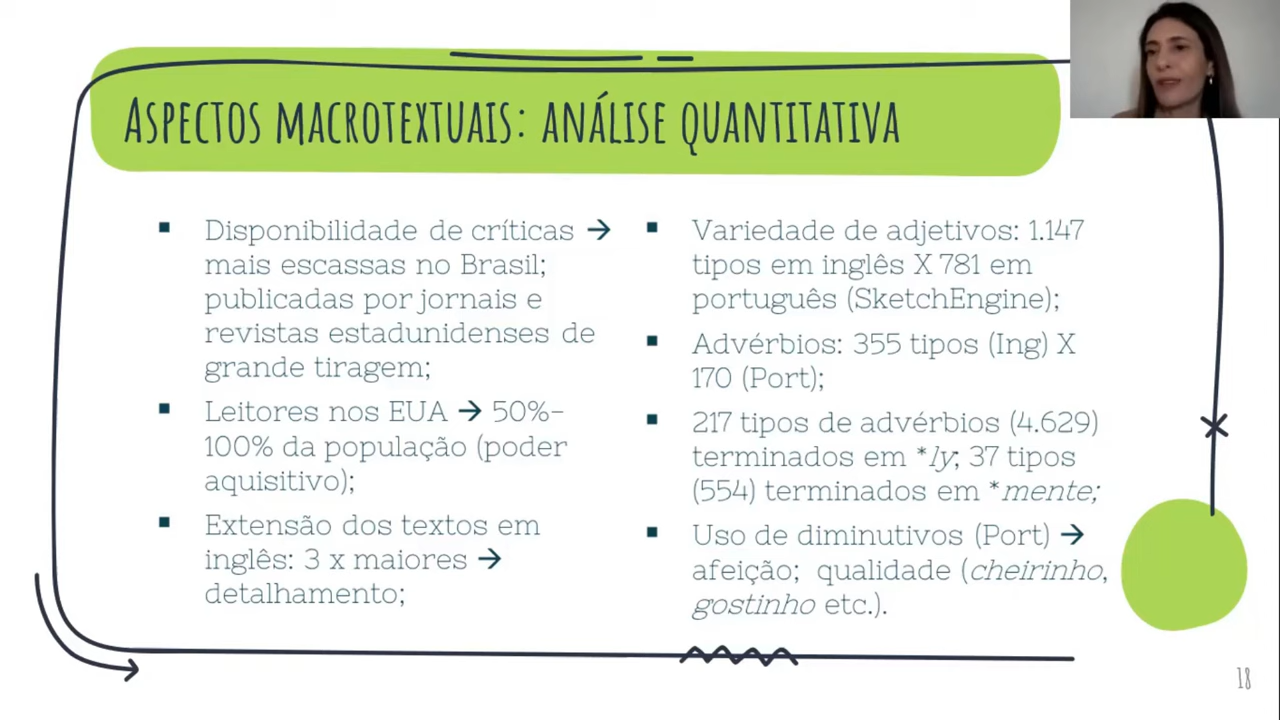 ASPECTOS MACROTEXTUAIS: ANÁLISE QUANTITATIVA
▪ Disponibilidade de críticas →
mais escassas no Brasil;
publicadas por jornais e
revistas estadunidenses de
grande tiragem;
▪ Leitores nos EUA → 50%-
100% da população (poder
aquisitivo);
▪ Extensão dos textos em
inglês: 3 x maiores →
detalhamento;
▪ Variedade de adjetivos: 1.147
tipos em inglês X 781 em
português (SketchEngine);
▪ Advérbios: 355 tipos (Ing) X
170 (Port);
▪ 217 tipos de advérbios (4.629)
terminados em *ly; 37 tipos
(554) terminados em *mente;
▪ Uso de diminutivos (Port) →
afeição; qualidade (cheirinho,
gostinho etc.).
18